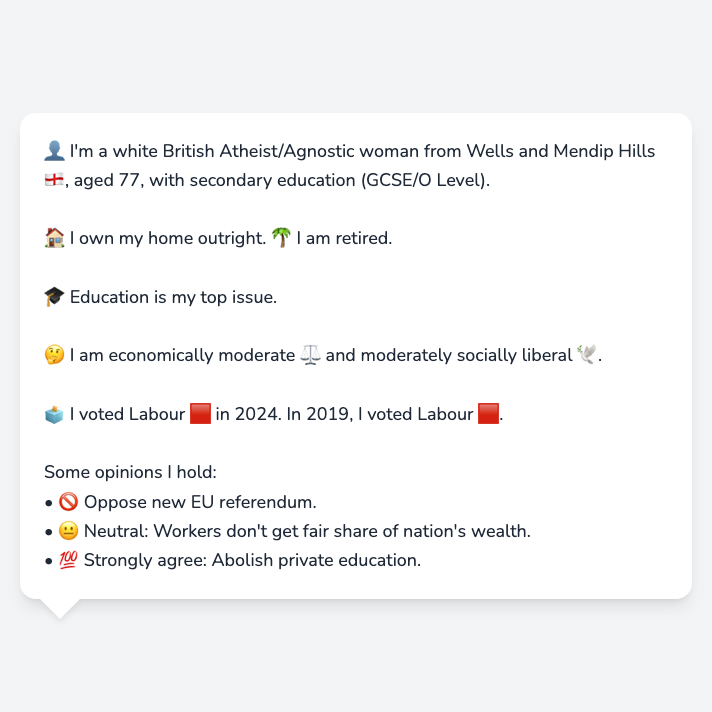 👤 I'm a white British Atheist/Agnostic woman from Wells and Mendip Hills
🏴󠁧󠁢󠁥󠁮󠁧󠁿, aged 77, with secondary education (GCSE/O Level).
🏠 I own my home outright. 🌴 I am retired.
🎓 Education is my top issue.
🤔 I am economically moderate ⚖️ and moderately socially liberal 🕊️.
🗳️ I voted Labour 🟥 in 2024. In 2019, I voted Labour 🟥.
Some opinions I hold:
• 🚫 Oppose new EU referendum.
• 😐 Neutral: Workers don't get fair share of nation's wealth.
• 💯 Strongly agree: Abolish private education.